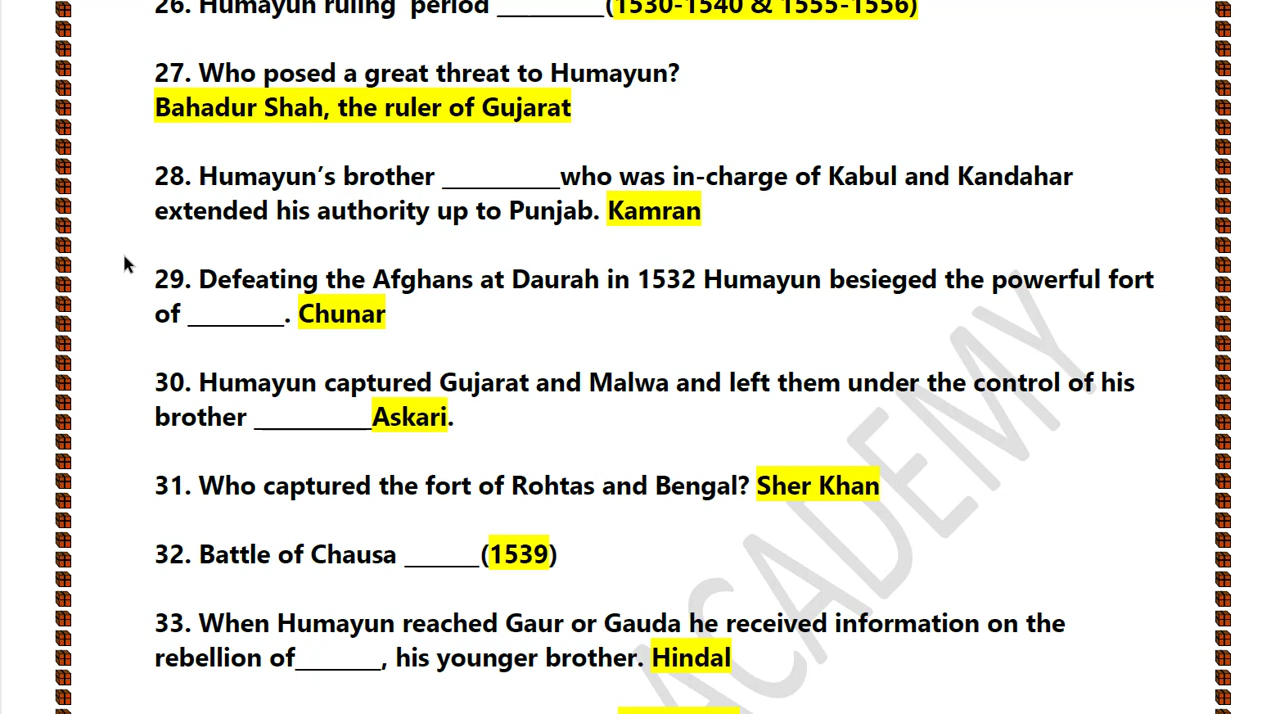 26. Humayun ruling period ________(1530-1540 & 1555-1556)
27. Who posed a great threat to Humayun?
Bahadur Shah, the ruler of Gujarat
28. Humayun’s brother _________who was in-charge of Kabul and Kandahar
extended his authority up to Punjab. Kamran
29. Defeating the Afghans at Daurah in 1532 Humayun besieged the powerful fort
of ________. Chunar
30. Humayun captured Gujarat and Malwa and left them under the control of his
brother _________Askari.
31. Who captured the fort of Rohtas and Bengal? Sher Khan
32. Battle of Chausa ______(1539)
33. When Humayun reached Gaur or Gauda he received information on the
rebellion of_______, his younger brother. Hindal
ACADEMY